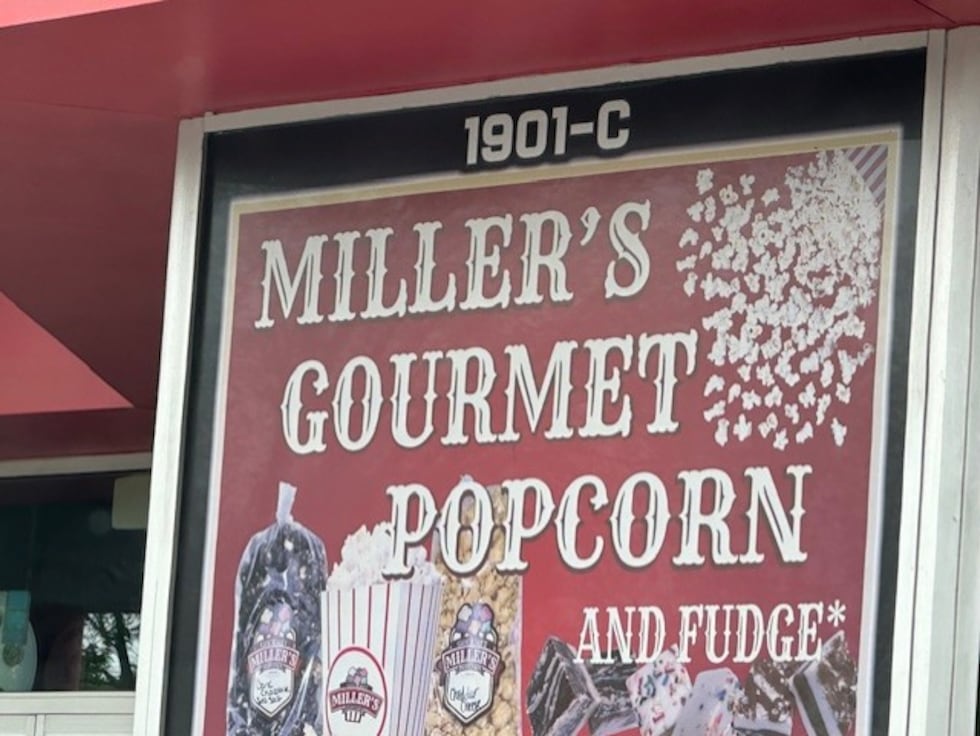 1901-C
MILLER'S
GOURMET
POPCORN
AND FUDGE*
MILLER'S
MILLER'S
MILLER'S